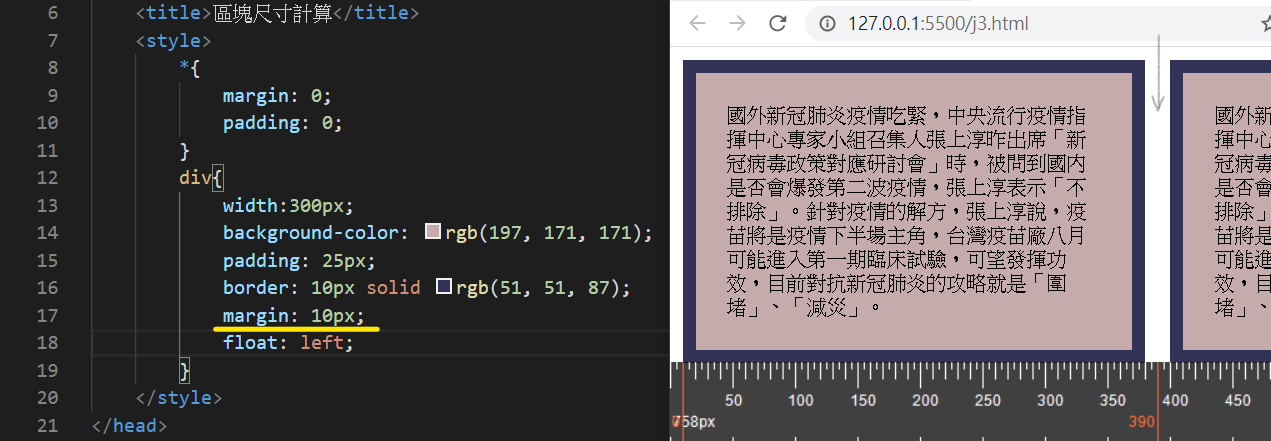 6 <title>區塊尺寸計算</title>
7 <style>
8 *{
9 margin: 0;
10 padding: 0;
11 }
12 div{
13 width:300px;
14 background-color: rgb(197, 171, 171);
15 padding: 25px;
16 border: 10px solid rgb(51, 51, 87);
17 margin: 10px;
18 float: left;
19 }
20 </style>
21 </head>
127.0.0.1:5500/j3.html
國外新冠肺炎疫情吃緊，中央流行疫情指
揮中心專家小組召集人張上淳昨出席「新
冠病毒政策對應研討會」時，被問到國內
是否會爆發第二波疫情，張上淳表示「不
排除」。針對疫情的解方，張上淳說，疫
苗將是疫情下半場主角，台灣疫苗廠八月
可能進入第一期臨床試驗，可望發揮功
效，目前對抗新冠肺炎的攻略就是「圍
堵」、「減災」。
國外新
揮中心
冠病毒
是否會
排除」
苗將是
可能進
效，目
堵」、
50 100 150 200 250 300 350 400 450
758px 390